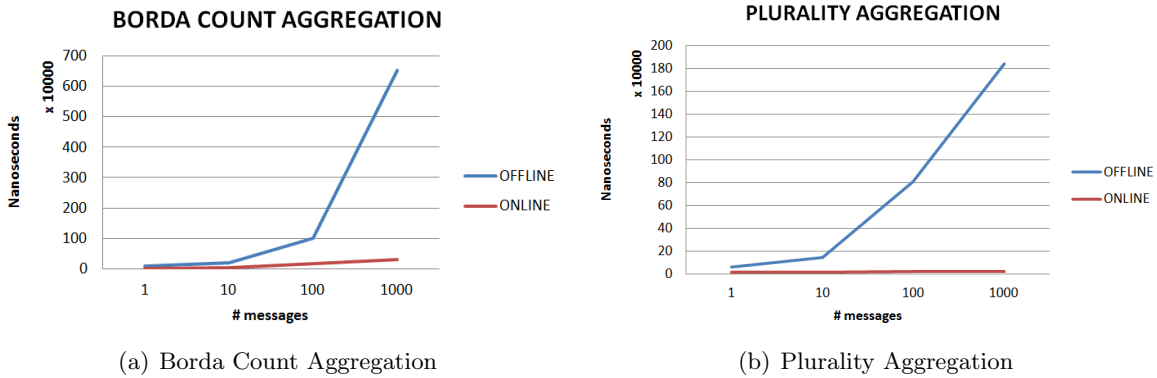 BORDA COUNT AGGREGATION
Nanoseconds
x 10000
700
600
500
400
300
200
100
0
1 10 100 1000
# messages
OFFLINE
ONLINE
(a) Borda Count Aggregation
PLURALITY AGGREGATION
Nanoseconds
x 10000
200
180
160
140
120
100
80
60
40
20
0
1 10 100 1000
# messages
OFFLINE
ONLINE
(b) Plurality Aggregation